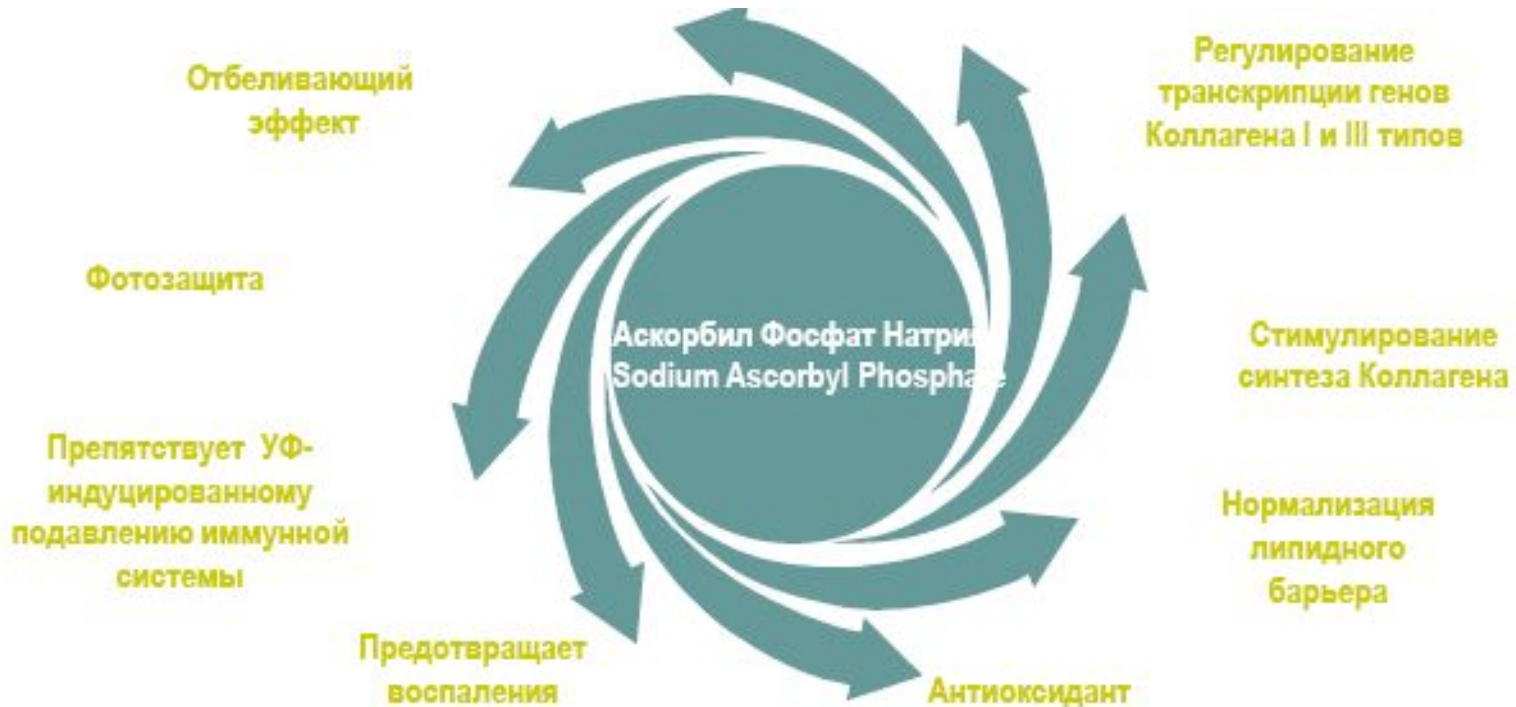 Отбеливающий
эффект
Регулирование
транскрипции генов
Коллагена I и III типов
Фотозащита
Аскорбил Фосфат Натрия
Sodium Ascorbyl Phosphate
Стимулирование
синтеза Коллагена
Препятствует УФ-
индуцированному
подавлению иммунной
системы
Нормализация
липидного
барьера
Предотвращает
воспаления
Антиоксидант